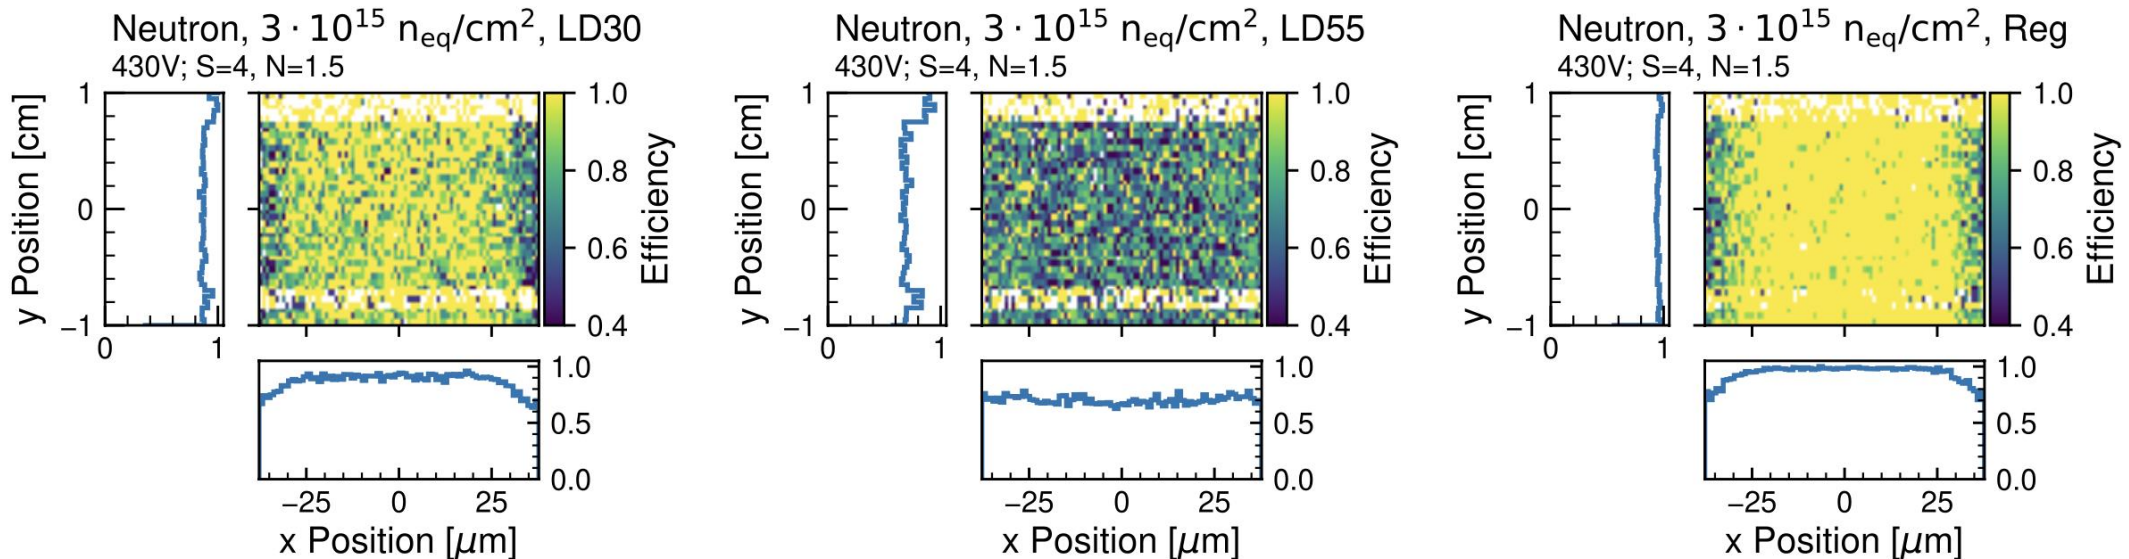 Neutron, 3 · 10¹⁵ n_eq/cm², LD30
430V; S=4, N=1.5
y Position [cm]
1
0
−1
0 1
1.0
0.8
0.6
0.4
Efficiency
1.0
0.5
0.0
−25 0 25
x Position [μm]
Neutron, 3 · 10¹⁵ n_eq/cm², LD55
430V; S=4, N=1.5
y Position [cm]
1
0
−1
0 1
1.0
0.8
0.6
0.4
Efficiency
1.0
0.5
0.0
−25 0 25
x Position [μm]
Neutron, 3 · 10¹⁵ n_eq/cm², Reg
430V; S=4, N=1.5
y Position [cm]
1
0
−1
0 1
1.0
0.8
0.6
0.4
Efficiency
1.0
0.5
0.0
−25 0 25
x Position [μm]